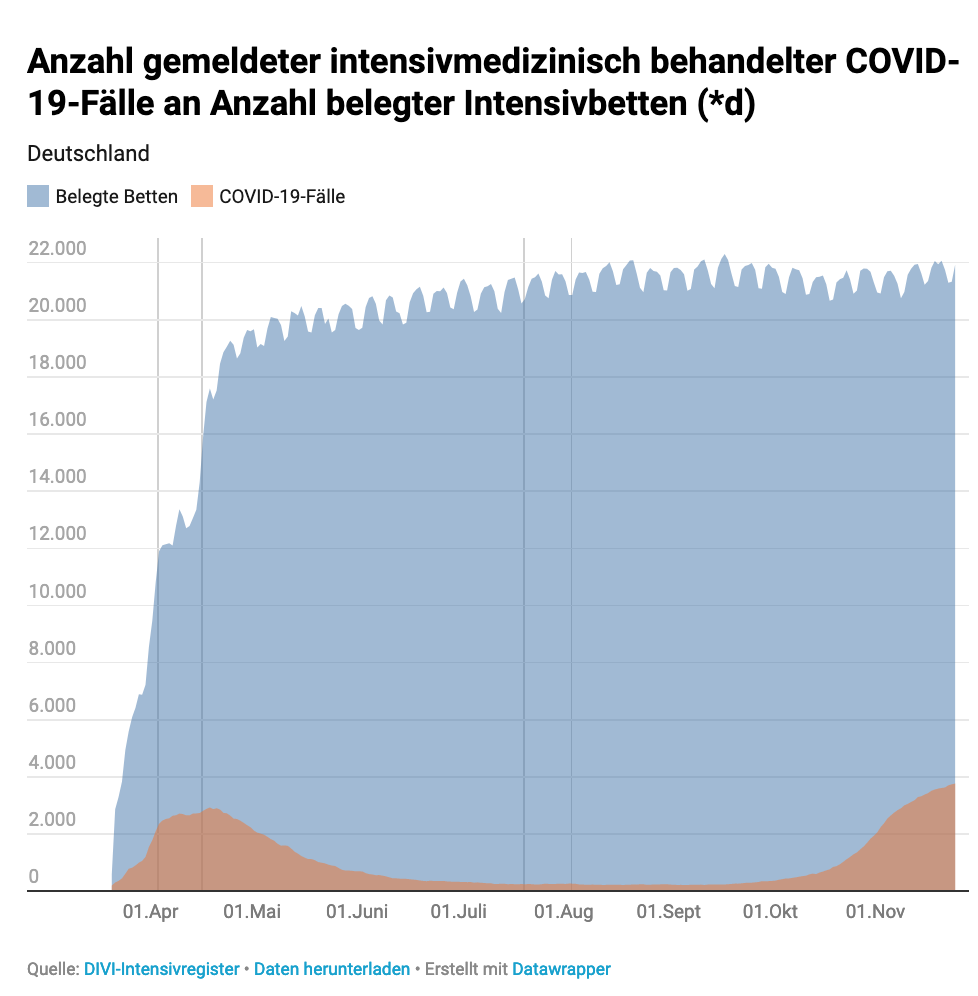 Anzahl gemeldeter intensivmedizinisch behandelter COVID-
19-Fälle an Anzahl belegter Intensivbetten (*d)
Deutschland
Belegte Betten COVID-19-Fälle
22.000
20.000
18.000
16.000
14.000
12.000
10.000
8.000
6.000
4.000
2.000
0
01.Apr 01.Mai 01.Juni 01.Juli 01.Aug 01.Sept 01.Okt 01.Nov
Quelle: DIVI-Intensivregister • Daten herunterladen • Erstellt mit Datawrapper